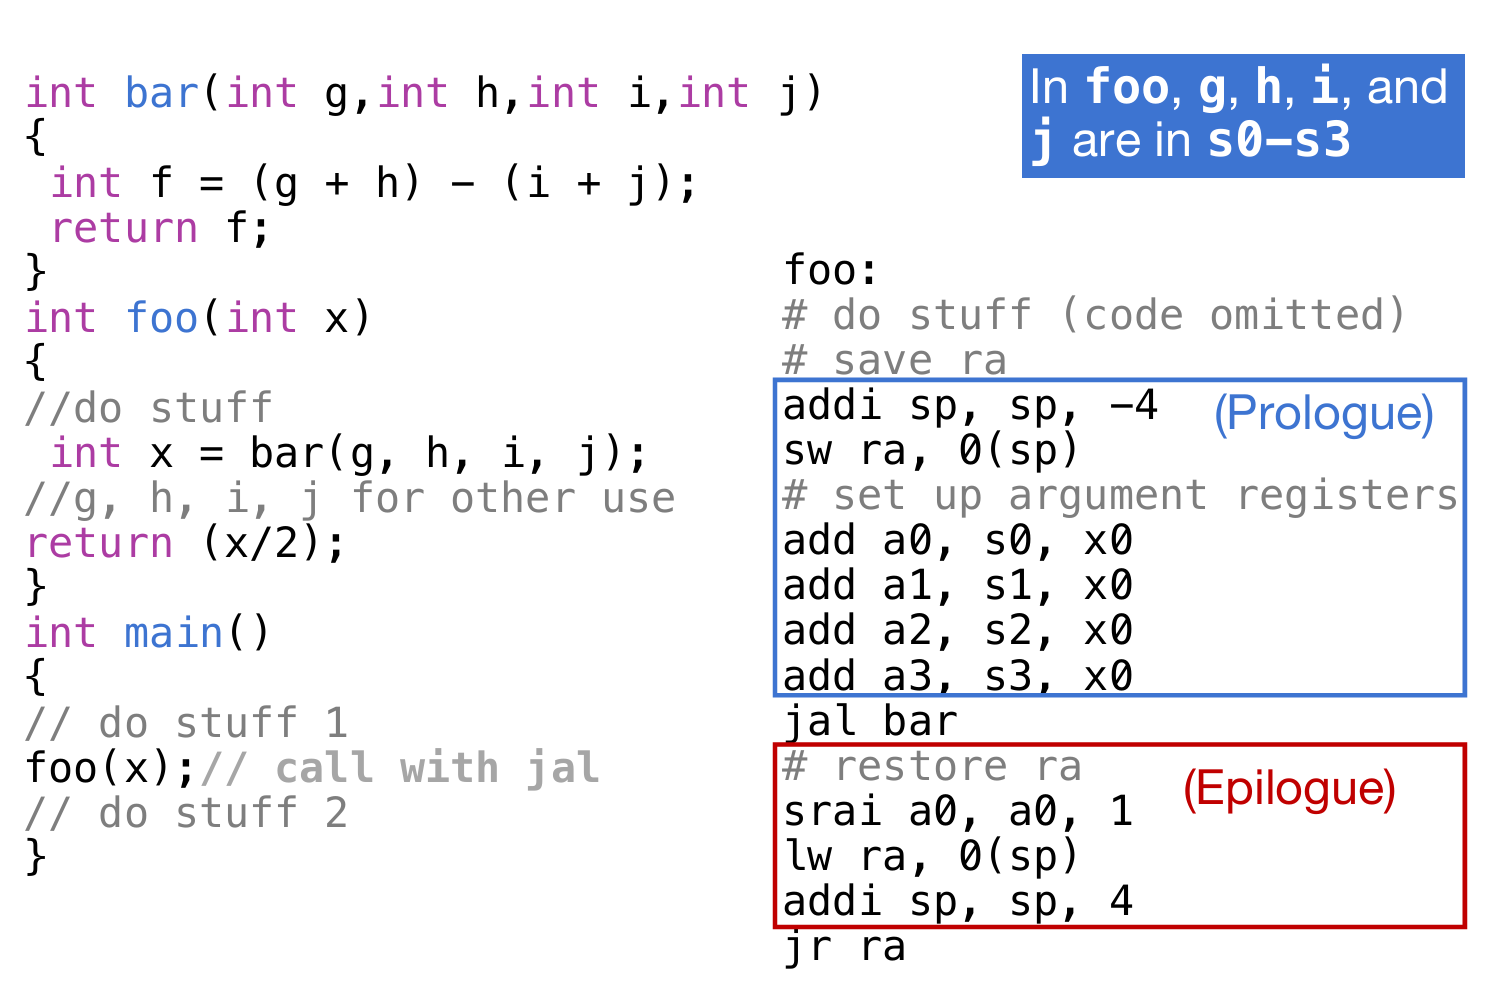 int bar(int g,int h,int i,int j)
{
 int f = (g + h) − (i + j);
 return f;
}
int foo(int x)
{
//do stuff
 int x = bar(g, h, i, j);
//g, h, i, j for other use
return (x/2);
}
int main()
{
// do stuff 1
foo(x);// call with jal
// do stuff 2
}
In foo, g, h, i, and
j are in s0−s3
foo:
# do stuff (code omitted)
# save ra
addi sp, sp, −4 (Prologue)
sw ra, 0(sp)
# set up argument registers
add a0, s0, x0
add a1, s1, x0
add a2, s2, x0
add a3, s3, x0
jal bar
# restore ra
(Epilogue)
srai a0, a0, 1
lw ra, 0(sp)
addi sp, sp, 4
jr ra